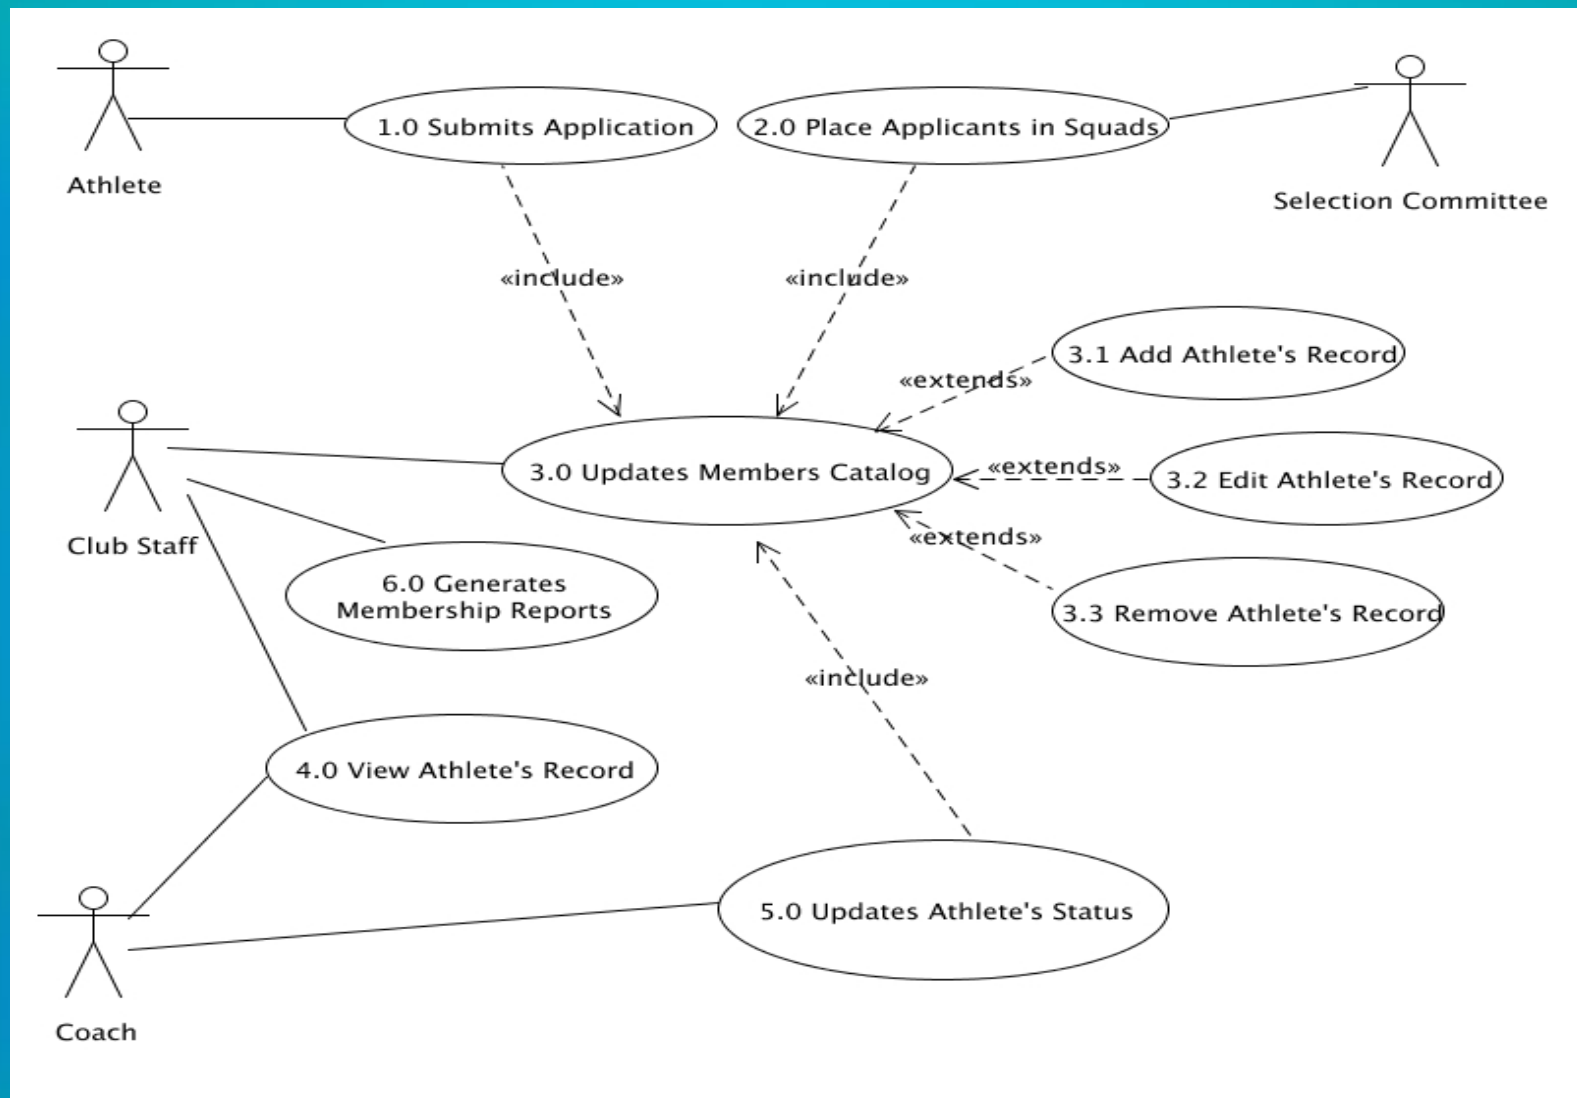 1.0 Submits Application
2.0 Place Applicants in Squads
Athlete
Selection Committee
«include»
«include»
3.1 Add Athlete's Record
«extends»
3.0 Updates Members Catalog
«extends»
3.2 Edit Athlete's Record
Club Staff
«extends»
6.0 Generates
Membership Reports
3.3 Remove Athlete's Record
«include»
4.0 View Athlete's Record
5.0 Updates Athlete's Status
Coach